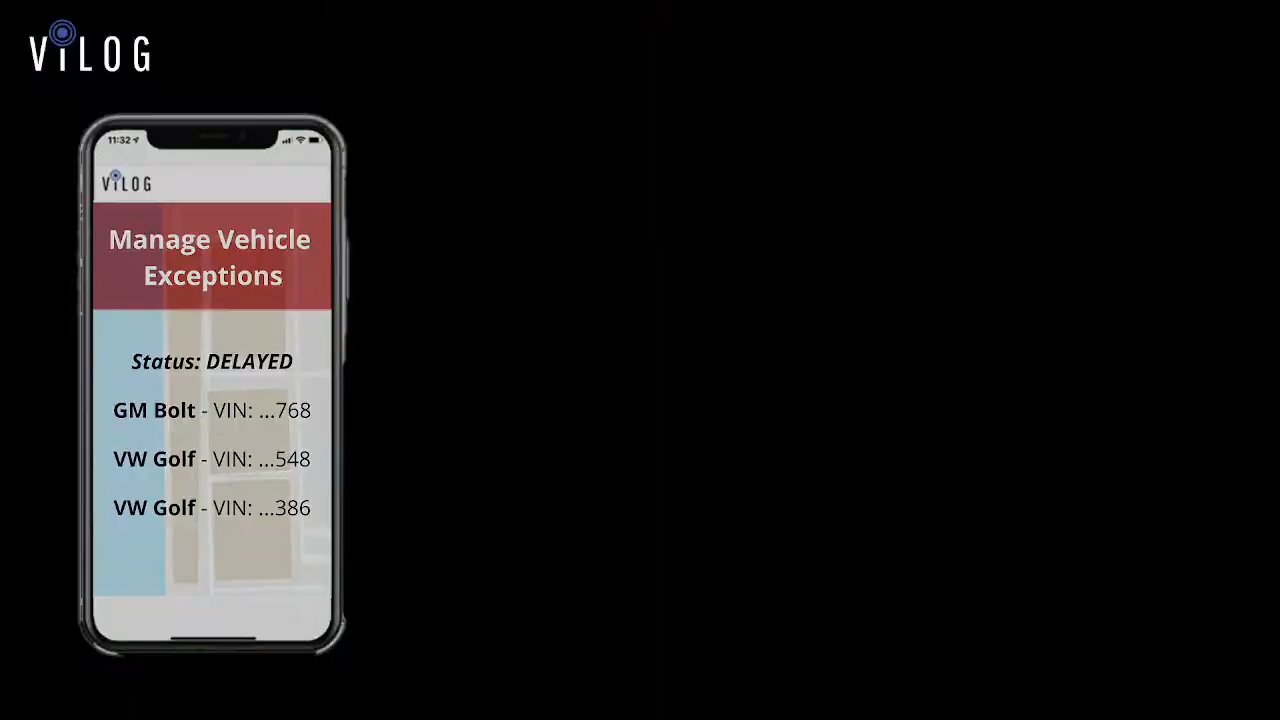 ViLOG
11:32
ViLOG
Manage Vehicle
Exceptions
Status: DELAYED
GM Bolt - VIN: ...768
VW Golf - VIN: ...548
VW Golf - VIN: ...386